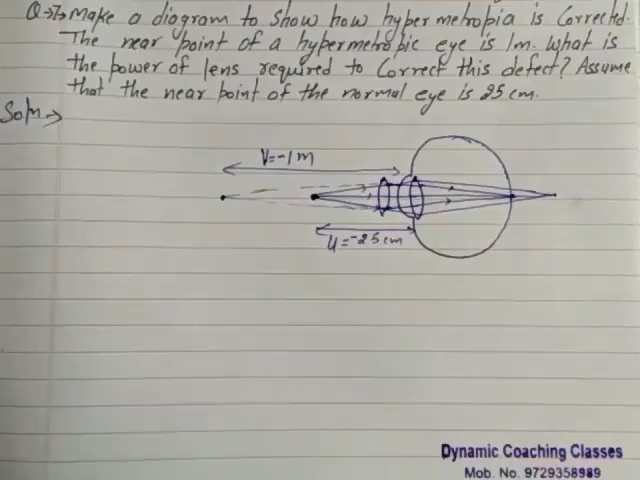 Q→7→ Make a diagram to show how hypermetropia is corrected.
The near point of a hypermetropic eye is 1m. What is
the power of lens required to correct this defect? Assume
that the near point of the normal eye is 25 cm.
Soln→
V=-1m
u=-25cm
Dynamic Coaching Classes
Mob. No. 9729358989